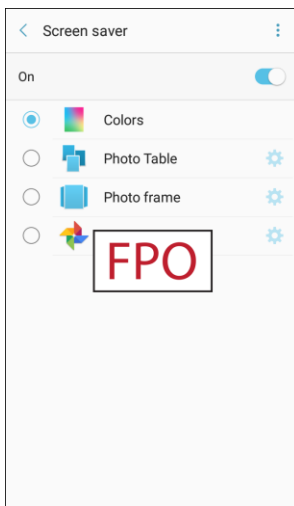 Screen saver
On
Colors
Photo Table
Photo frame
FPO